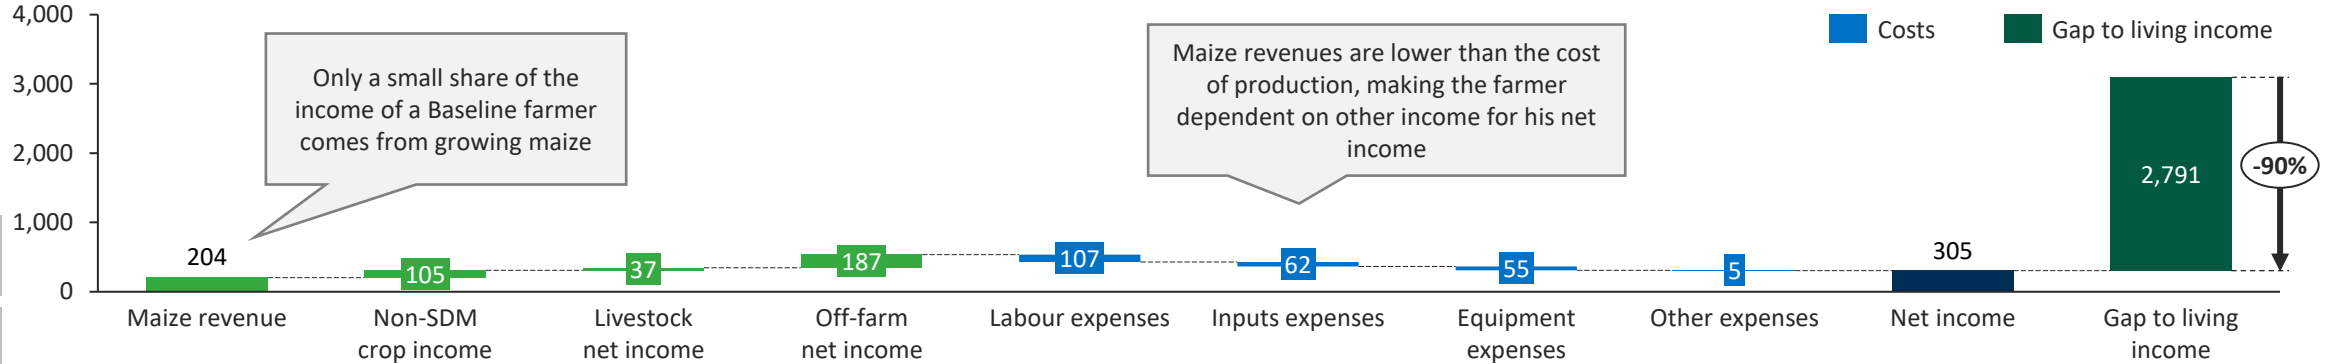 4,000
3,000
2,000
1,000
0
Only a small share of the
income of a Baseline farmer
comes from growing maize
Maize revenues are lower than the cost
of production, making the farmer
dependent on other income for his net
income
Costs
Gap to living income
204
105
37
187
107
62
55
5
305
2,791
-90%
Maize revenue
Non-SDM
crop income
Livestock
net income
Off-farm
net income
Labour expenses
Inputs expenses
Equipment
expenses
Other expenses
Net income
Gap to living
income